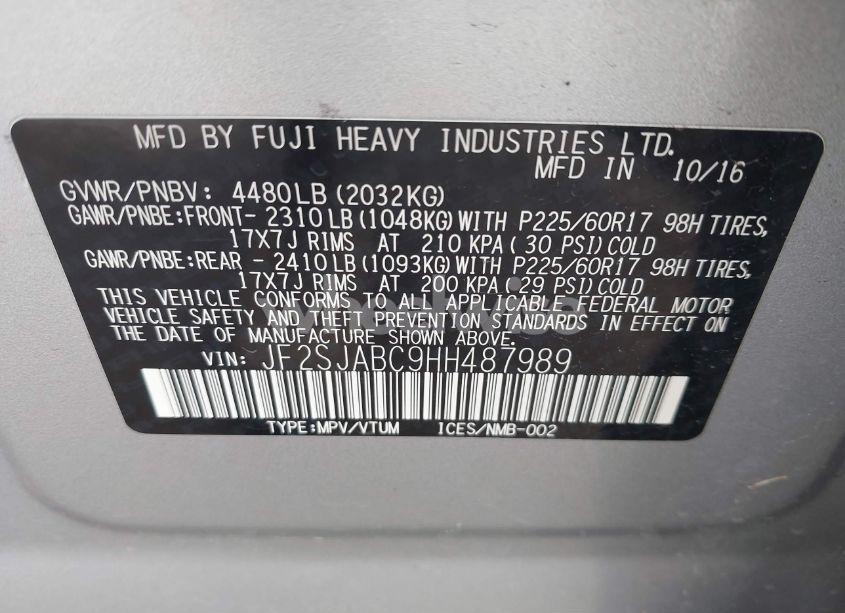 MFD BY FUJI HEAVY INDUSTRIES LTD.
MFD IN 10/16
GVWR/PNBV: 4480LB (2032KG)
GAWR/PNBE:FRONT- 2310LB (1048KG) WITH P225/60R17 98H TIRES,
17X7J RIMS AT 210 KPA ( 30 PSI) COLD
GAWR/PNBE:REAR - 2410LB (1093KG) WITH P225/60R17 98H TIRES,
17X7J RIMS AT 200 KPA ( 29 PSI) COLD
THIS VEHICLE CONFORMS TO ALL APPLICABLE FEDERAL MOTOR
VEHICLE SAFETY AND THEFT PREVENTION STANDARDS IN EFFECT ON
THE DATE OF MANUFACTURE SHOWN ABOVE.
VIN: JF2SJABC9HH487989
TYPE:MPV/VTUM ICES/NMB-002